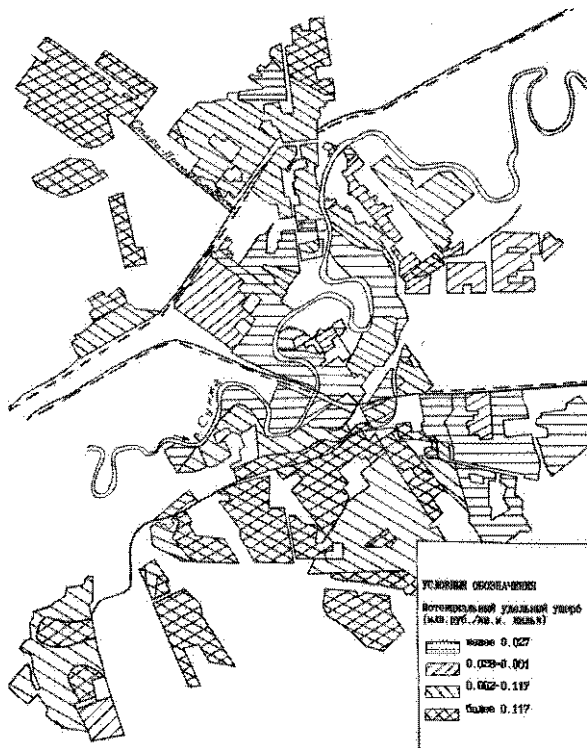 р. Сунжа
УСЛОВНЫЕ ОБОЗНАЧЕНИЯ
Потенциальный удельный ущерб
(млн.руб./кв.м. жилья)
менее 0.027
0.028-0.061
0.062-0.117
более 0.117